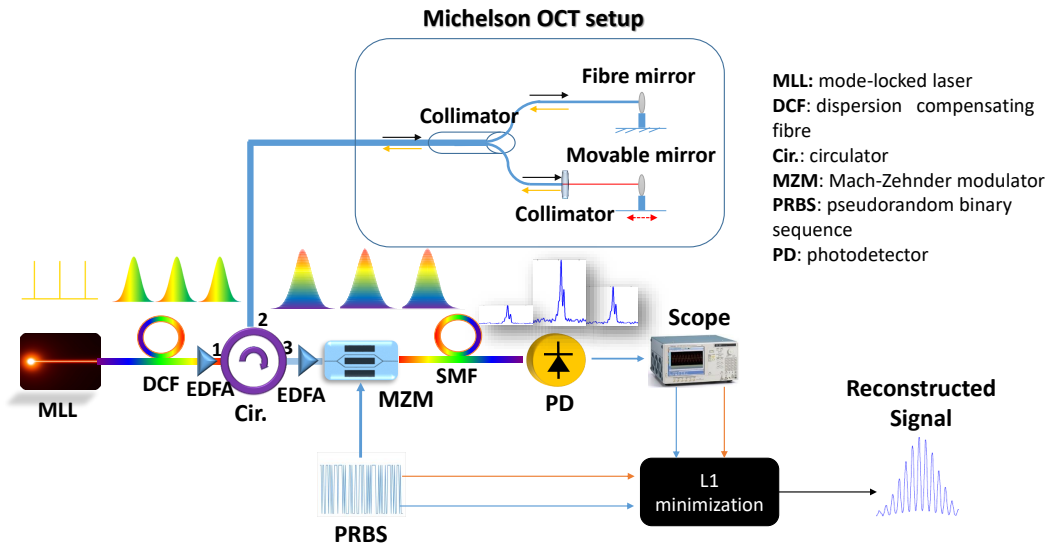 Michelson OCT setup
Fibre mirror
Collimator
Movable mirror
Collimator
MLL: mode-locked laser
DCF: dispersion compensating
fibre
Cir.: circulator
MZM: Mach-Zehnder modulator
PRBS: pseudorandom binary
sequence
PD: photodetector
2
1
3
Scope
DCF
EDFA
EDFA
SMF
MLL
Cir.
MZM
PD
Reconstructed
Signal
L1
minimization
PRBS